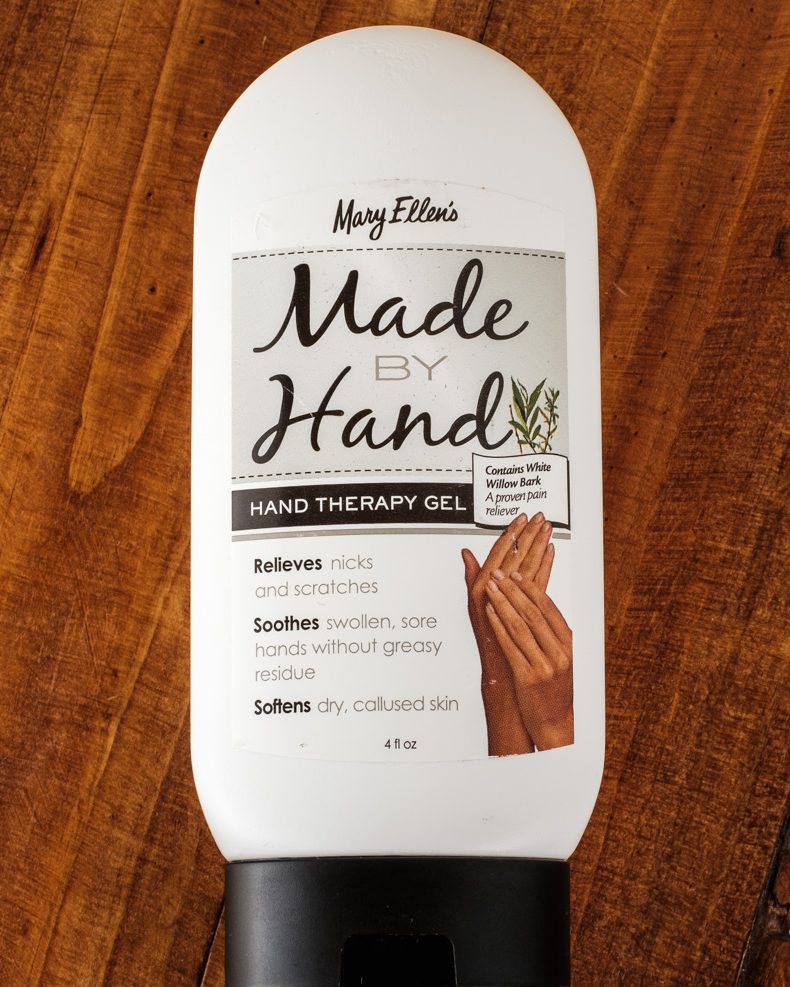 Mary Ellen's
Made
BY
Hand
Contains White
Willow Bark
A proven pain
reliever
HAND THERAPY GEL
Relieves nicks
and scratches
Soothes swollen, sore
hands without greasy
residue
Softens dry, callused skin
4 fl oz